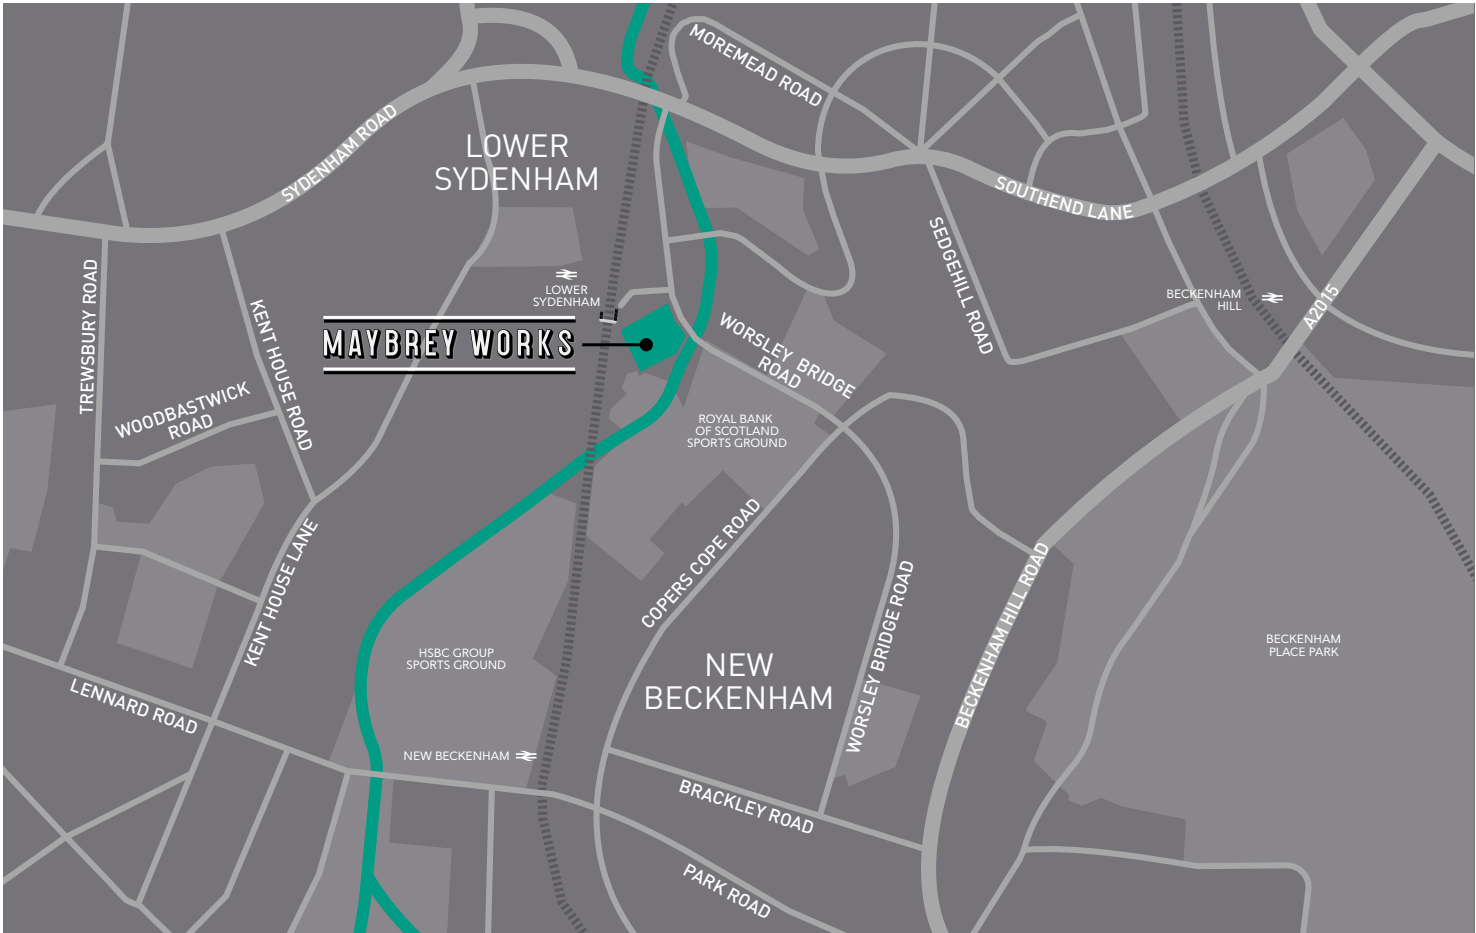 MOREMEAD ROAD
SYDENHAM ROAD
LOWER
SYDENHAM
SOUTHEND LANE
SEDGEHILL ROAD
TREWSBURY ROAD
KENT HOUSE ROAD
LOWER
SYDENHAM
BECKENHAM
HILL
A2015
MAYBREY WORKS
WORSLEY BRIDGE
ROAD
WOODBASTWICK
ROAD
ROYAL BANK
OF SCOTLAND
SPORTS GROUND
COPERS COPE ROAD
KENT HOUSE LANE
WORSLEY BRIDGE ROAD
BECKENHAM HILL ROAD
BECKENHAM
PLACE PARK
HSBC GROUP
SPORTS GROUND
NEW
BECKENHAM
LENNARD ROAD
NEW BECKENHAM
BRACKLEY ROAD
PARK ROAD